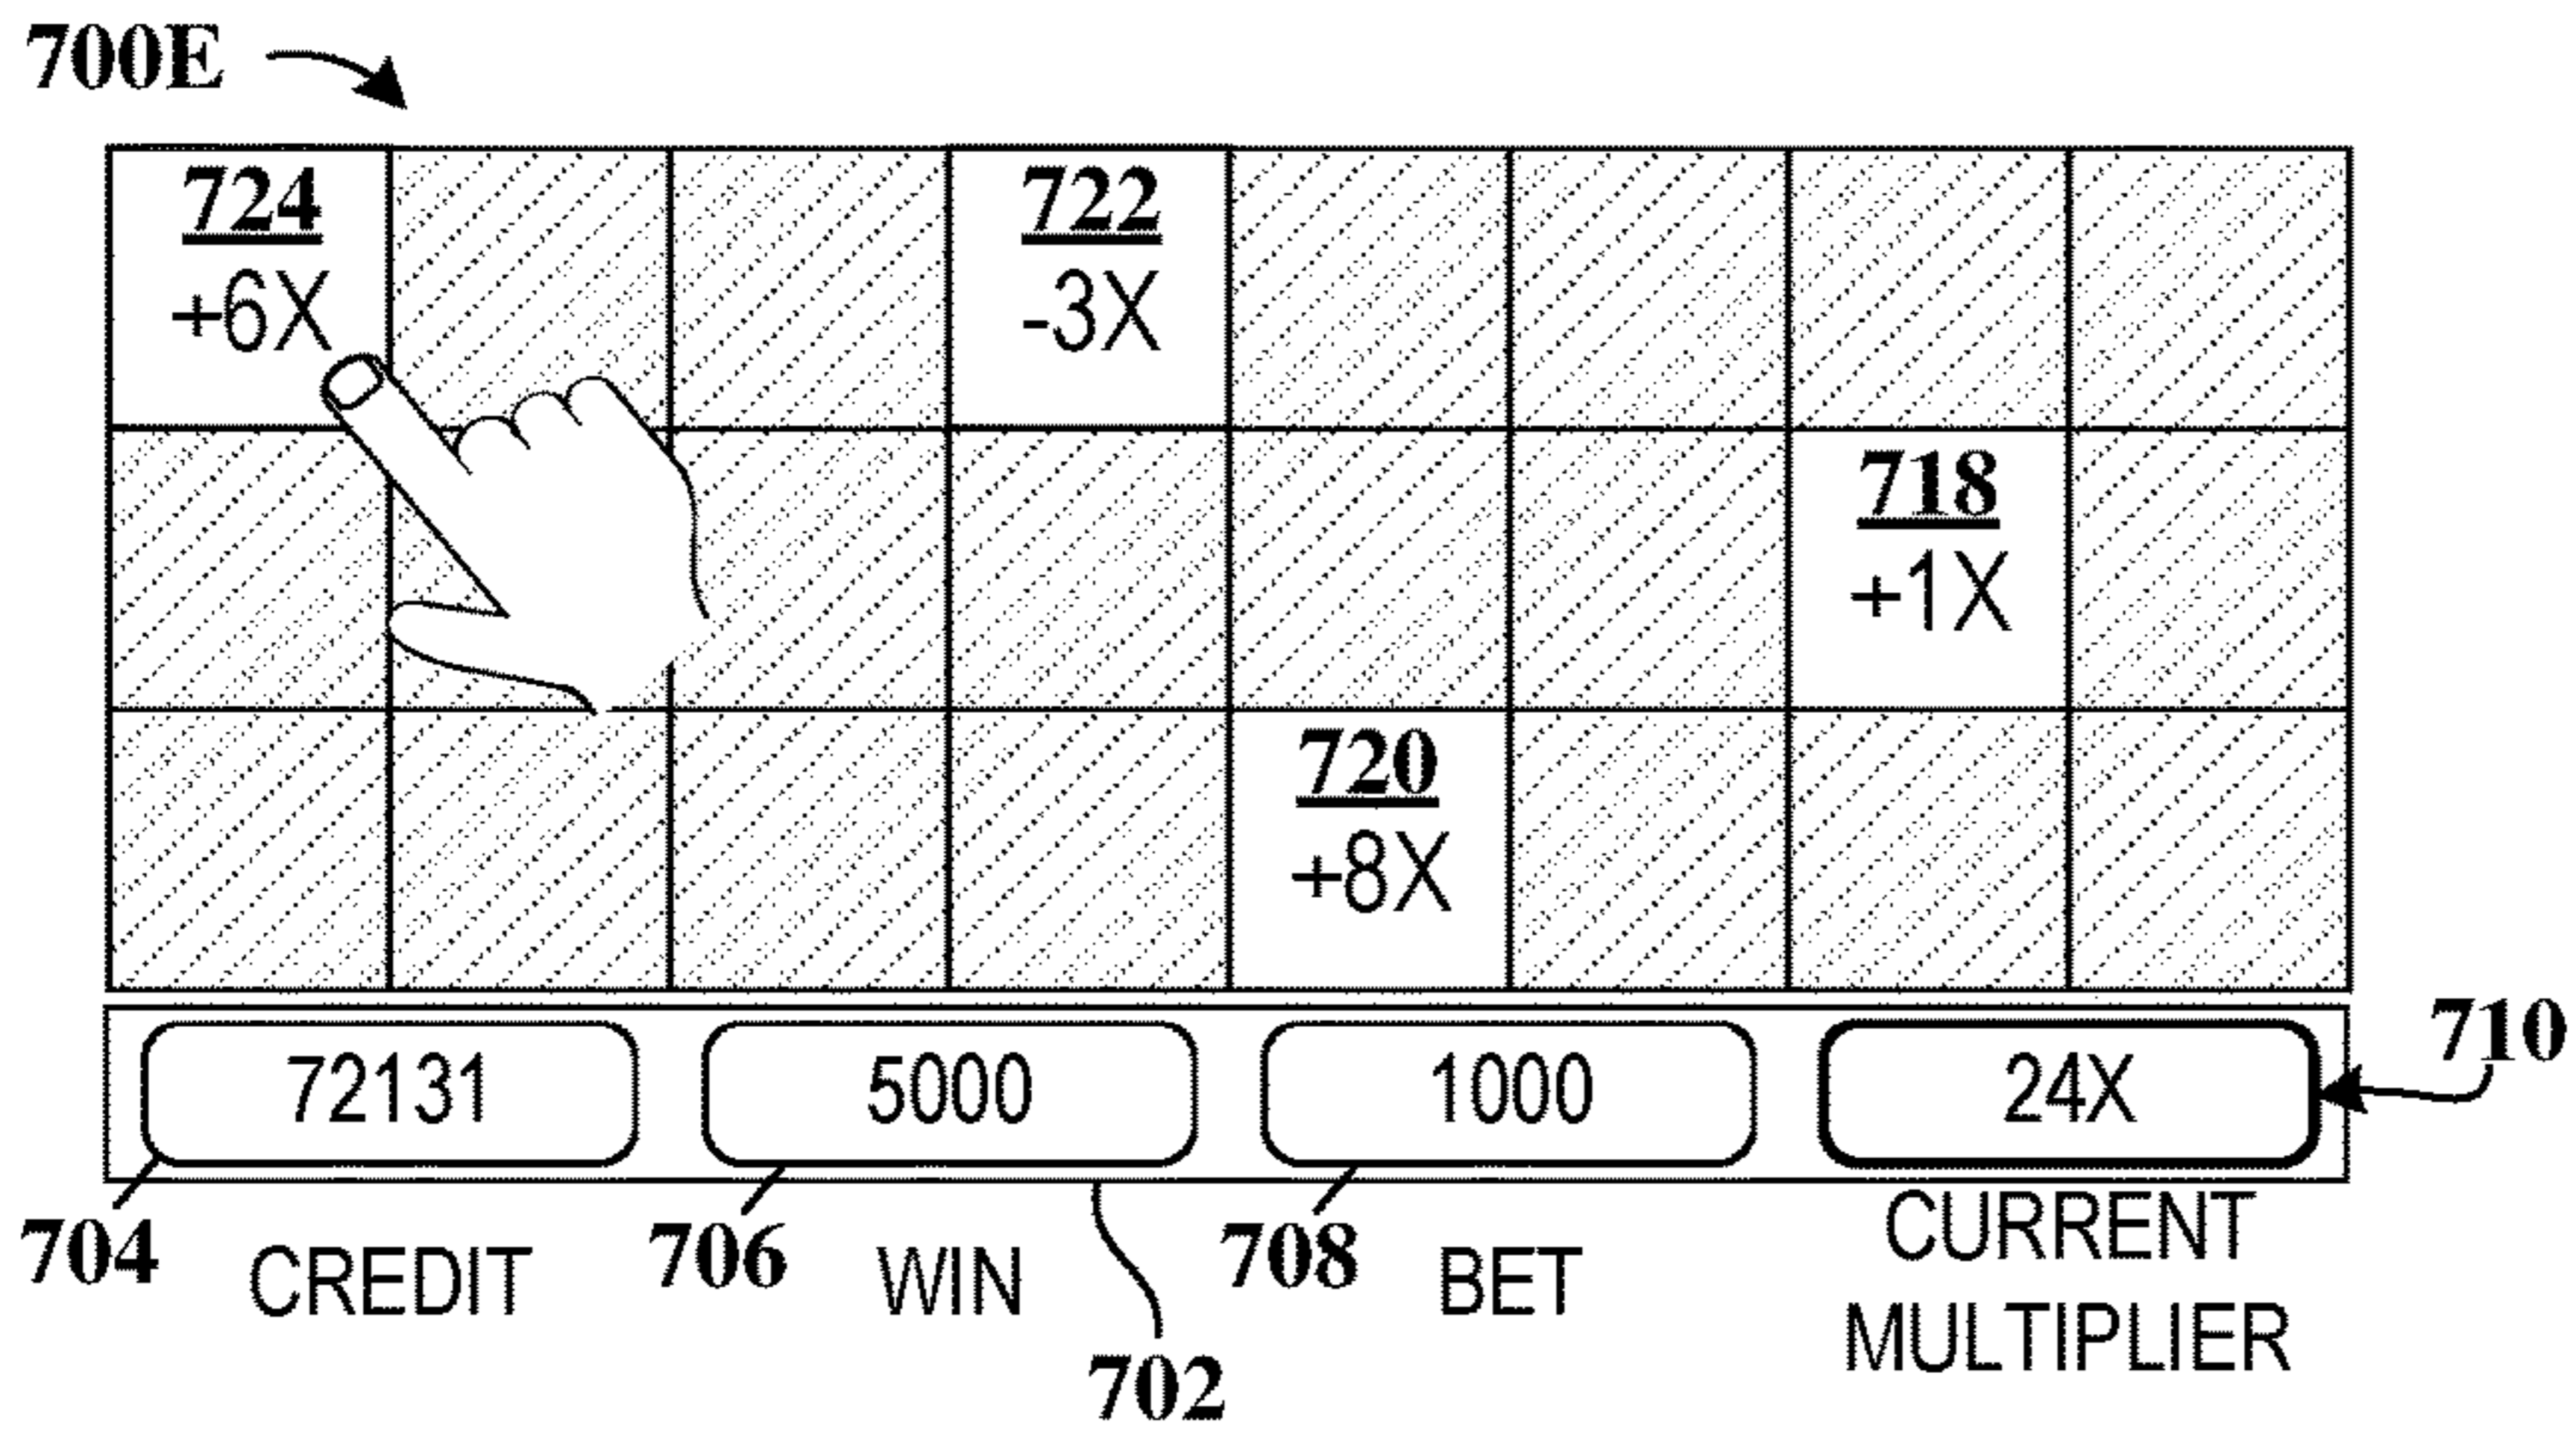 700E
724
+6X
722
-3X
718
+1X
720
+8X
72131
5000
1000
24X
710
704
CREDIT
706
WIN
702
708
BET
CURRENT
MULTIPLIER